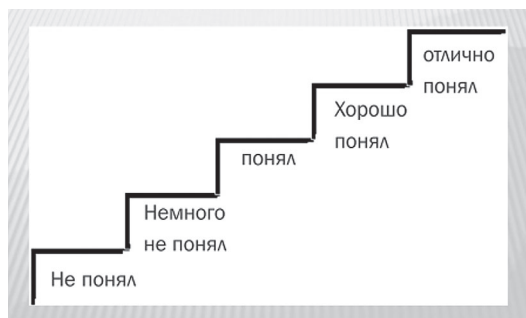 отлично
понял
Хорошо
понял
понял
Немного
не понял
Не понял